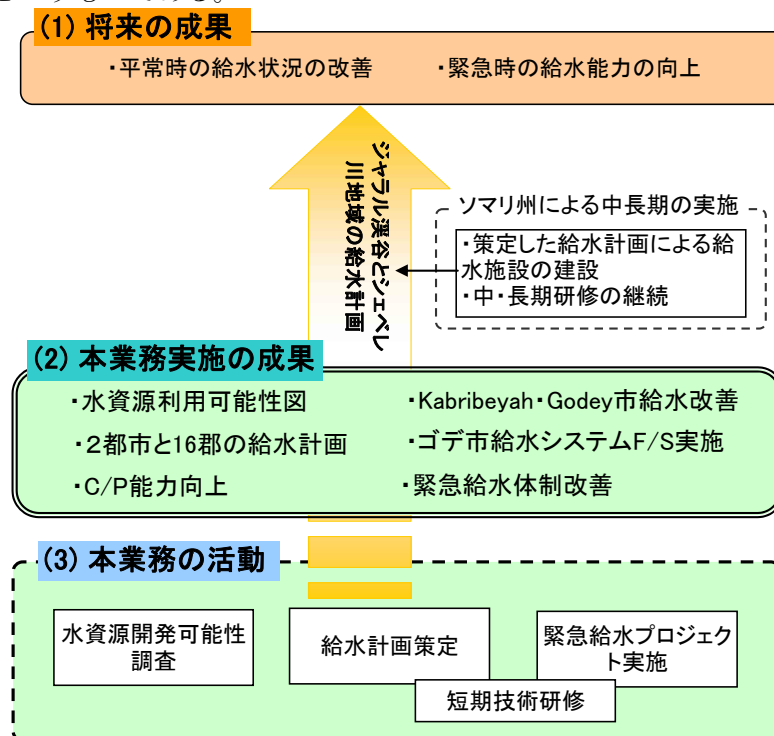 (1) 将来の成果
・平常時の給水状況の改善 ・緊急時の給水能力の向上
ジャラル渓谷とシェベレ
川地域の給水計画
ソマリ州による中長期の実施
・策定した給水計画による給
水施設の建設
・中・長期研修の継続
(2) 本業務実施の成果
・水資源利用可能性図 ・Kabribeyah・Godey市給水改善
・2都市と16郡の給水計画 ・ゴデ市給水システムF/S実施
・C/P能力向上 ・緊急給水体制改善
(3) 本業務の活動
水資源開発可能性
調査
給水計画策定
緊急給水プロジェク
ト実施
短期技術研修